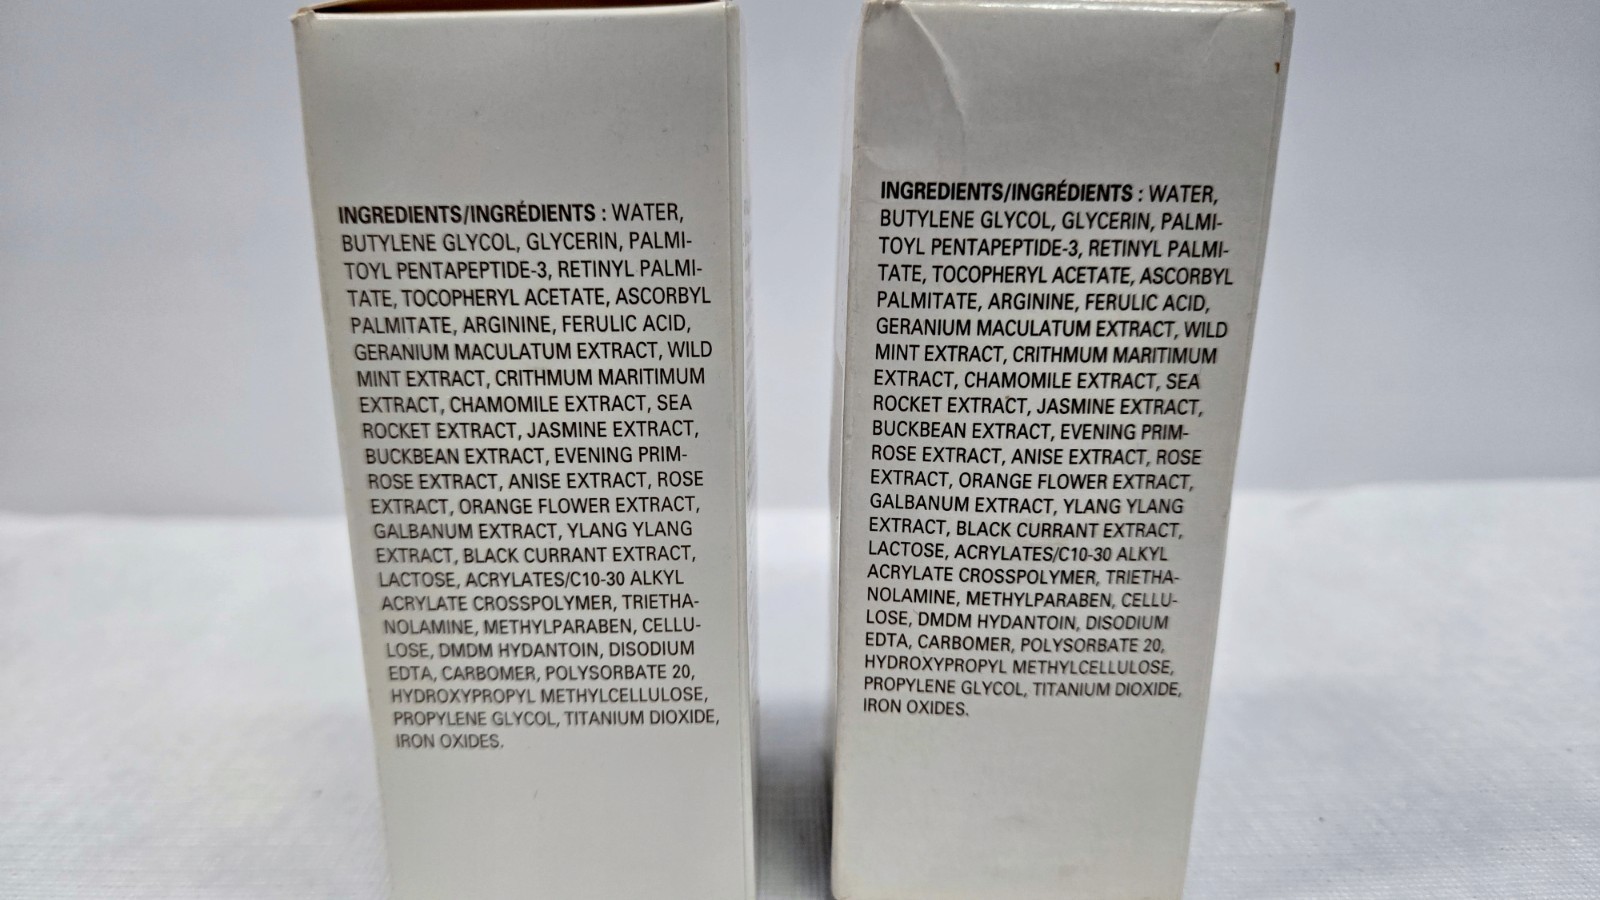 INGREDIENTS/INGRÉDIENTS : WATER,
BUTYLENE GLYCOL, GLYCERIN, PALMI-
TOYL PENTAPEPTIDE-3, RETINYL PALMI-
TATE, TOCOPHERYL ACETATE, ASCORBYL
PALMITATE, ARGININE, FERULIC ACID,
GERANIUM MACULATUM EXTRACT, WILD
MINT EXTRACT, CRITHMUM MARITIMUM
EXTRACT, CHAMOMILE EXTRACT, SEA
ROCKET EXTRACT, JASMINE EXTRACT,
BUCKBEAN EXTRACT, EVENING PRIM-
ROSE EXTRACT, ANISE EXTRACT, ROSE
EXTRACT, ORANGE FLOWER EXTRACT,
GALBANUM EXTRACT, YLANG YLANG
EXTRACT, BLACK CURRANT EXTRACT,
LACTOSE, ACRYLATES/C10-30 ALKYL
ACRYLATE CROSSPOLYMER, TRIETHA-
NOLAMINE, METHYLPARABEN, CELLU-
LOSE, DMDM HYDANTOIN, DISODIUM
EDTA, CARBOMER, POLYSORBATE 20,
HYDROXYPROPYL METHYLCELLULOSE,
PROPYLENE GLYCOL, TITANIUM DIOXIDE,
IRON OXIDES.
INGREDIENTS/INGRÉDIENTS : WATER,
BUTYLENE GLYCOL, GLYCERIN, PALMI-
TOYL PENTAPEPTIDE-3, RETINYL PALMI-
TATE, TOCOPHERYL ACETATE, ASCORBYL
PALMITATE, ARGININE, FERULIC ACID,
GERANIUM MACULATUM EXTRACT, WILD
MINT EXTRACT, CRITHMUM MARITIMUM
EXTRACT, CHAMOMILE EXTRACT, SEA
ROCKET EXTRACT, JASMINE EXTRACT,
BUCKBEAN EXTRACT, EVENING PRIM-
ROSE EXTRACT, ANISE EXTRACT, ROSE
EXTRACT, ORANGE FLOWER EXTRACT,
GALBANUM EXTRACT, YLANG YLANG
EXTRACT, BLACK CURRANT EXTRACT,
LACTOSE, ACRYLATES/C10-30 ALKYL
ACRYLATE CROSSPOLYMER, TRIETHA-
NOLAMINE, METHYLPARABEN, CELLU-
LOSE, DMDM HYDANTOIN, DISODIUM
EDTA, CARBOMER, POLYSORBATE 20,
HYDROXYPROPYL METHYLCELLULOSE,
PROPYLENE GLYCOL, TITANIUM DIOXIDE,
IRON OXIDES.